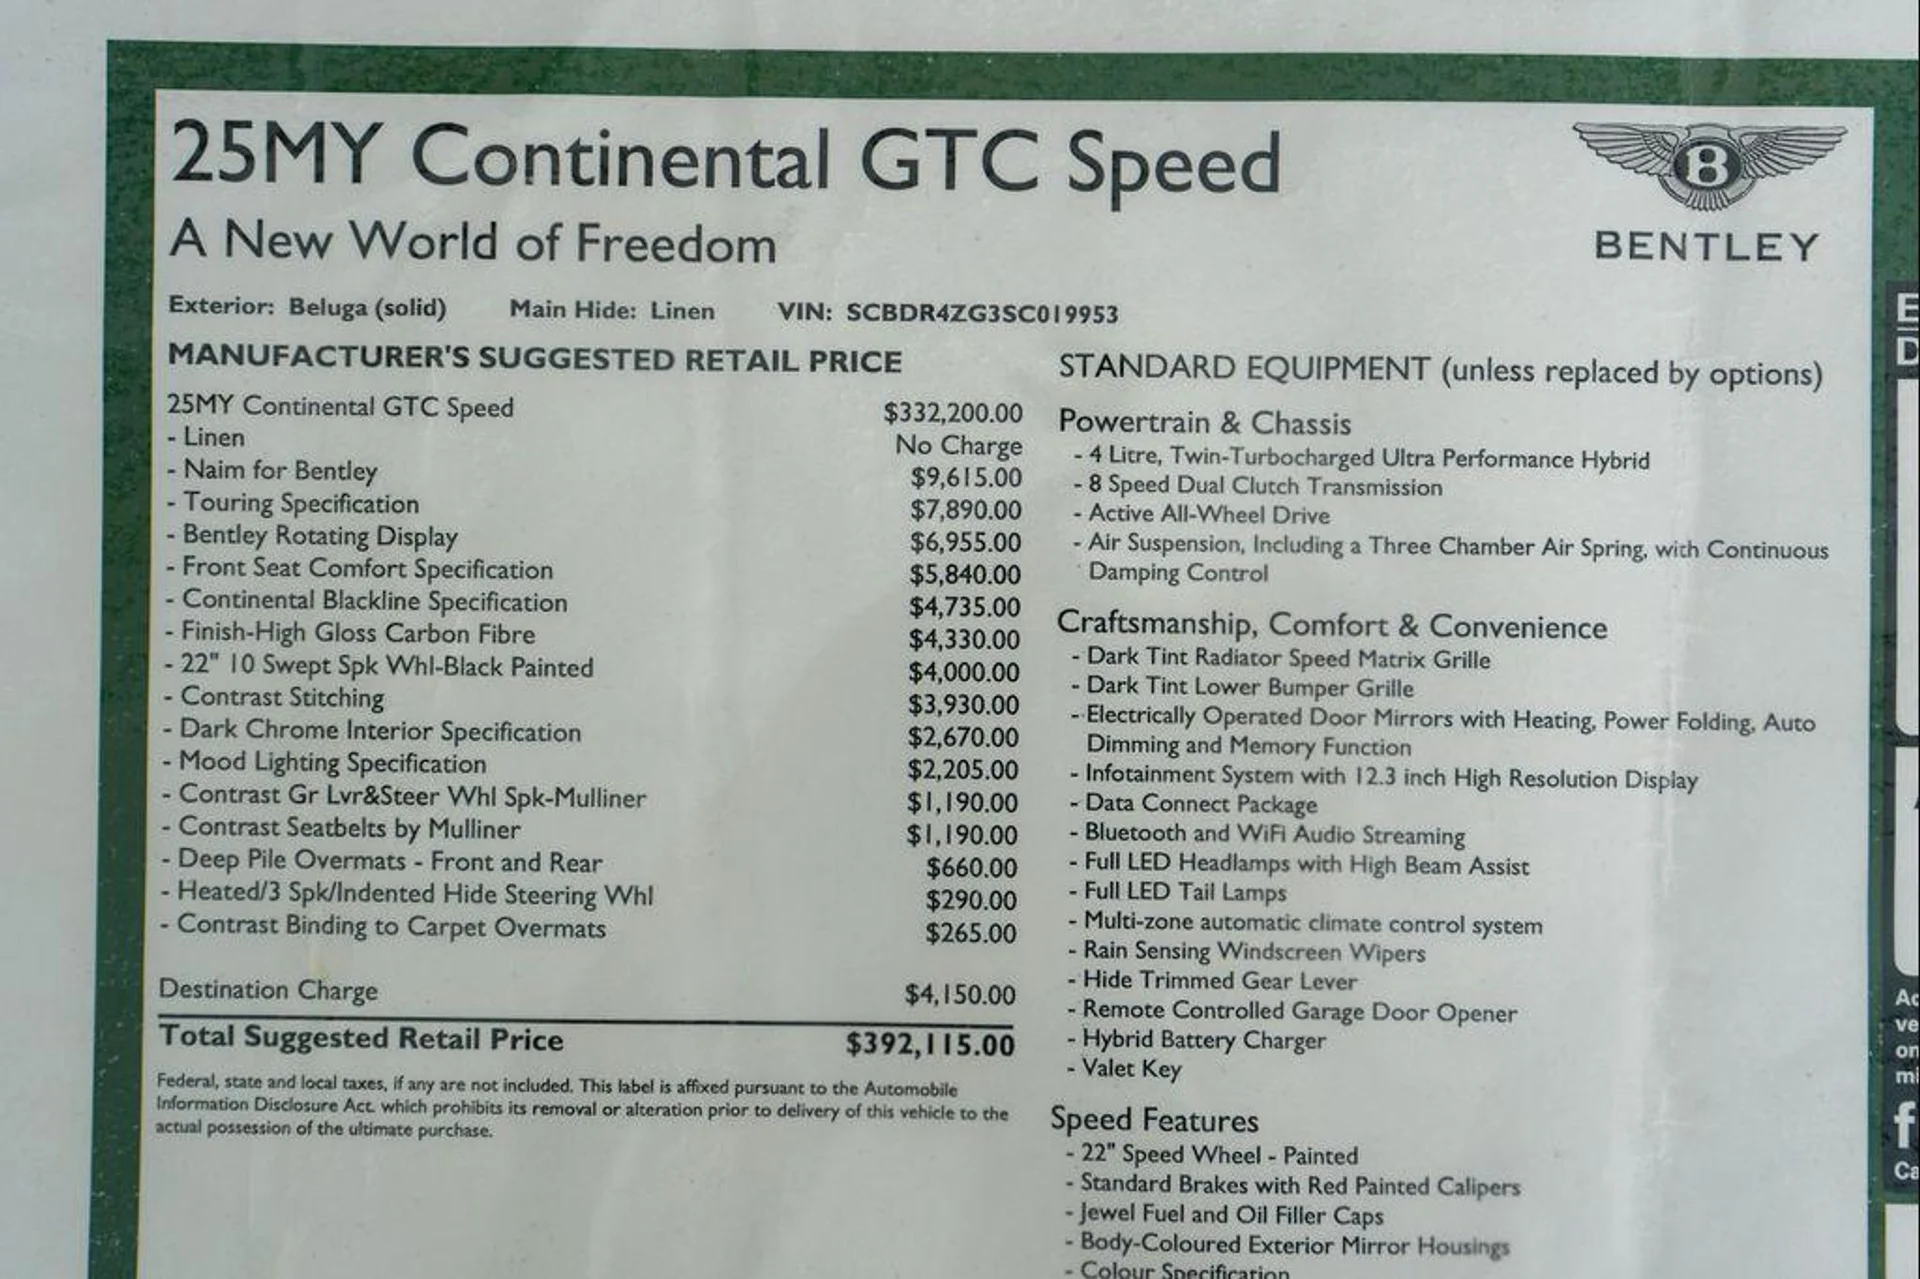 25MY Continental GTC Speed
A New World of Freedom
8
BENTLEY
Exterior: Beluga (solid) Main Hide: Linen VIN: SCBDR4ZG3SC019953
MANUFACTURER'S SUGGESTED RETAIL PRICE
25MY Continental GTC Speed $332,200.00
- Linen No Charge
- Naim for Bentley $9,615.00
- Touring Specification $7,890.00
- Bentley Rotating Display $6,955.00
- Front Seat Comfort Specification $5,840.00
- Continental Blackline Specification $4,735.00
- Finish-High Gloss Carbon Fibre $4,330.00
- 22" 10 Swept Spk Whl-Black Painted $4,000.00
- Contrast Stitching $3,930.00
- Dark Chrome Interior Specification $2,670.00
- Mood Lighting Specification $2,205.00
- Contrast Gr Lvr&Steer Whl Spk-Mulliner $1,190.00
- Contrast Seatbelts by Mulliner $1,190.00
- Deep Pile Overmats - Front and Rear $660.00
- Heated/3 Spk/Indented Hide Steering Whl $290.00
- Contrast Binding to Carpet Overmats $265.00
Destination Charge $4,150.00
Total Suggested Retail Price $392,115.00
Federal, state and local taxes, if any are not included. This label is affixed pursuant to the Automobile
Information Disclosure Act. which prohibits its removal or alteration prior to delivery of this vehicle to the
actual possession of the ultimate purchase.
STANDARD EQUIPMENT (unless replaced by options)
Powertrain & Chassis
- 4 Litre, Twin-Turbocharged Ultra Performance Hybrid
- 8 Speed Dual Clutch Transmission
- Active All-Wheel Drive
- Air Suspension, Including a Three Chamber Air Spring, with Continuous
Damping Control
Craftsmanship, Comfort & Convenience
- Dark Tint Radiator Speed Matrix Grille
- Dark Tint Lower Bumper Grille
- Electrically Operated Door Mirrors with Heating, Power Folding, Auto
Dimming and Memory Function
- Infotainment System with 12.3 inch High Resolution Display
- Data Connect Package
- Bluetooth and WiFi Audio Streaming
- Full LED Headlamps with High Beam Assist
- Full LED Tail Lamps
- Multi-zone automatic climate control system
- Rain Sensing Windscreen Wipers
- Hide Trimmed Gear Lever
- Remote Controlled Garage Door Opener
- Hybrid Battery Charger
- Valet Key
Speed Features
- 22" Speed Wheel - Painted
- Standard Brakes with Red Painted Calipers
- Jewel Fuel and Oil Filler Caps
- Body-Coloured Exterior Mirror Housings
- Colour Specification